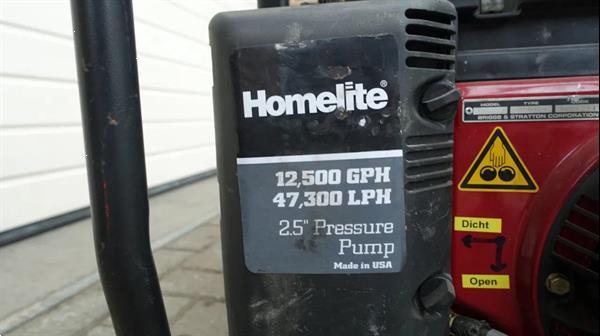 Homelite®
12,500 GPH
47,300 LPH
2.5" Pressure
Pump
Made in USA
MODEL TYPE CODE
BRIGGS & STRATTON CORPORATION
Dicht
Open